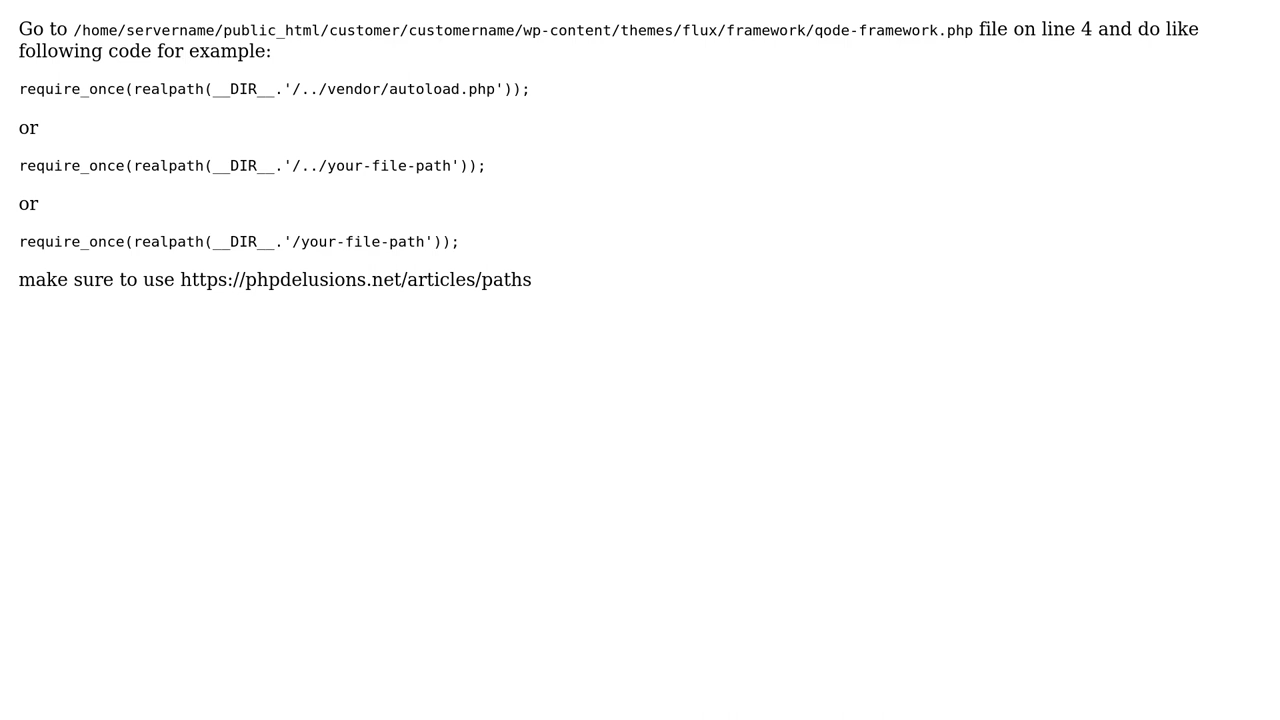 Go to /home/servername/public_html/customer/customername/wp-content/themes/flux/framework/qode-framework.php file on line 4 and do like
following code for example:
require_once(realpath(__DIR__.'/../vendor/autoload.php'));
or
require_once(realpath(__DIR__.'/../your-file-path'));
or
require_once(realpath(__DIR__.'/your-file-path'));
make sure to use https://phpdelusions.net/articles/paths